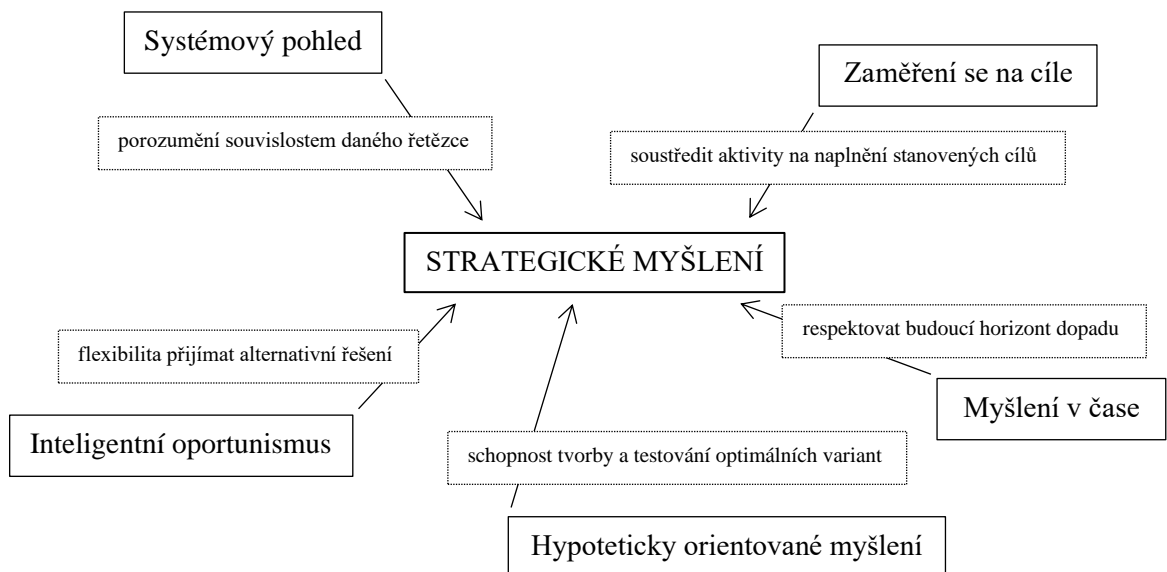 Systémový pohled
Zaměření se na cíle
porozumění souvislostem daného řetězce
soustředit aktivity na naplnění stanovených cílů
STRATEGICKÉ MYŠLENÍ
respektovat budoucí horizont dopadu
flexibilita přijímat alternativní řešení
Myšlení v čase
Inteligentní oportunismus
schopnost tvorby a testování optimálních variant
Hypoteticky orientované myšlení